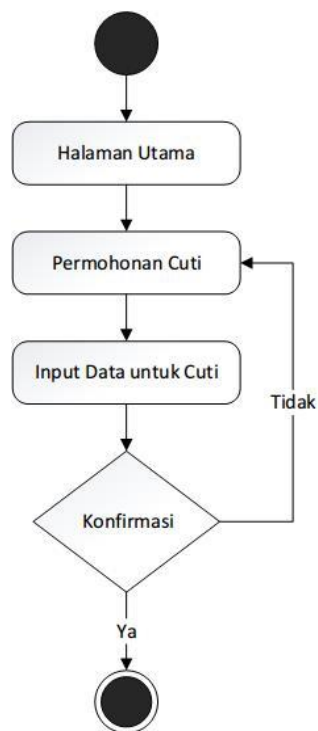 Halaman Utama
Permohonan Cuti
Input Data untuk Cuti
Tidak
Konfirmasi
Ya